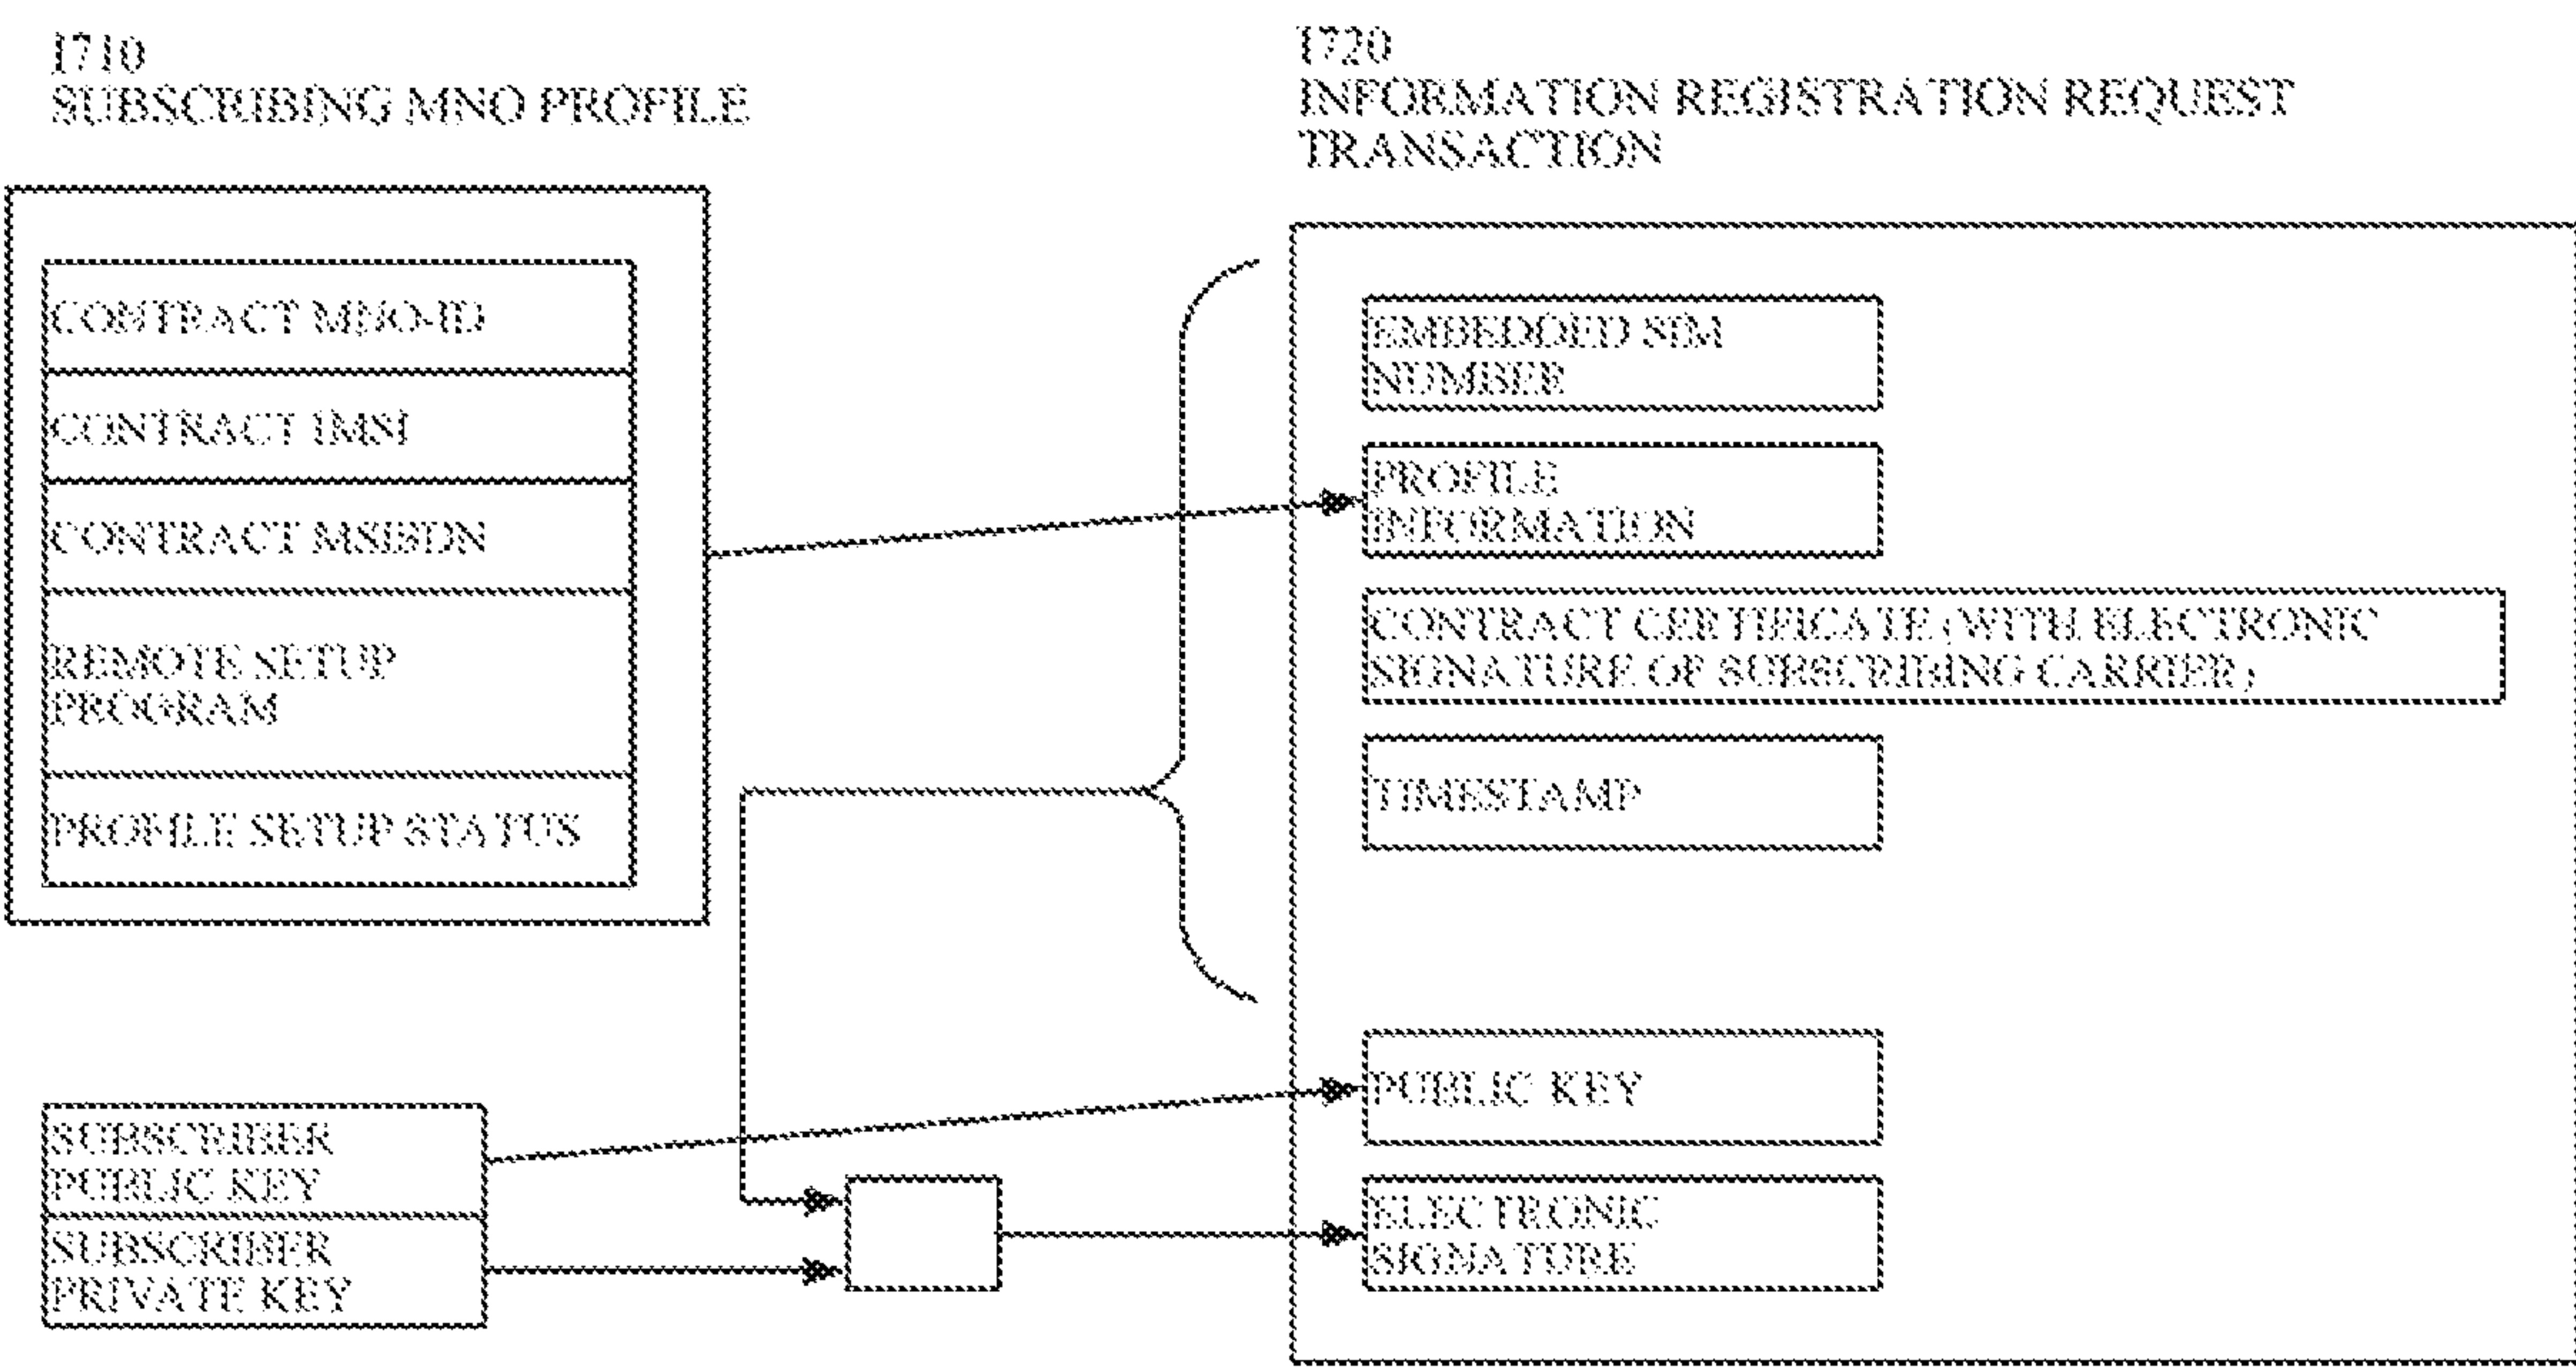 1710
SUBSCRIBING MNO PROFILE
CONTRACT MNO-ID
CONTRACT IMSI
CONTRACT MSISDN
REMOTE SETUP
PROGRAM
PROFILE SETUP STATUS
SUBSCRIBER
PUBLIC KEY
SUBSCRIBER
PRIVATE KEY
1720
INFORMATION REGISTRATION REQUEST
TRANSACTION
EMBEDDED SIM
NUMBER
PROFILE
INFORMATION
CONTRACT CERTIFICATE (WITH ELECTRONIC
SIGNATURE OF SUBSCRIBING CARRIER)
TIMESTAMP
PUBLIC KEY
ELECTRONIC
SIGNATURE